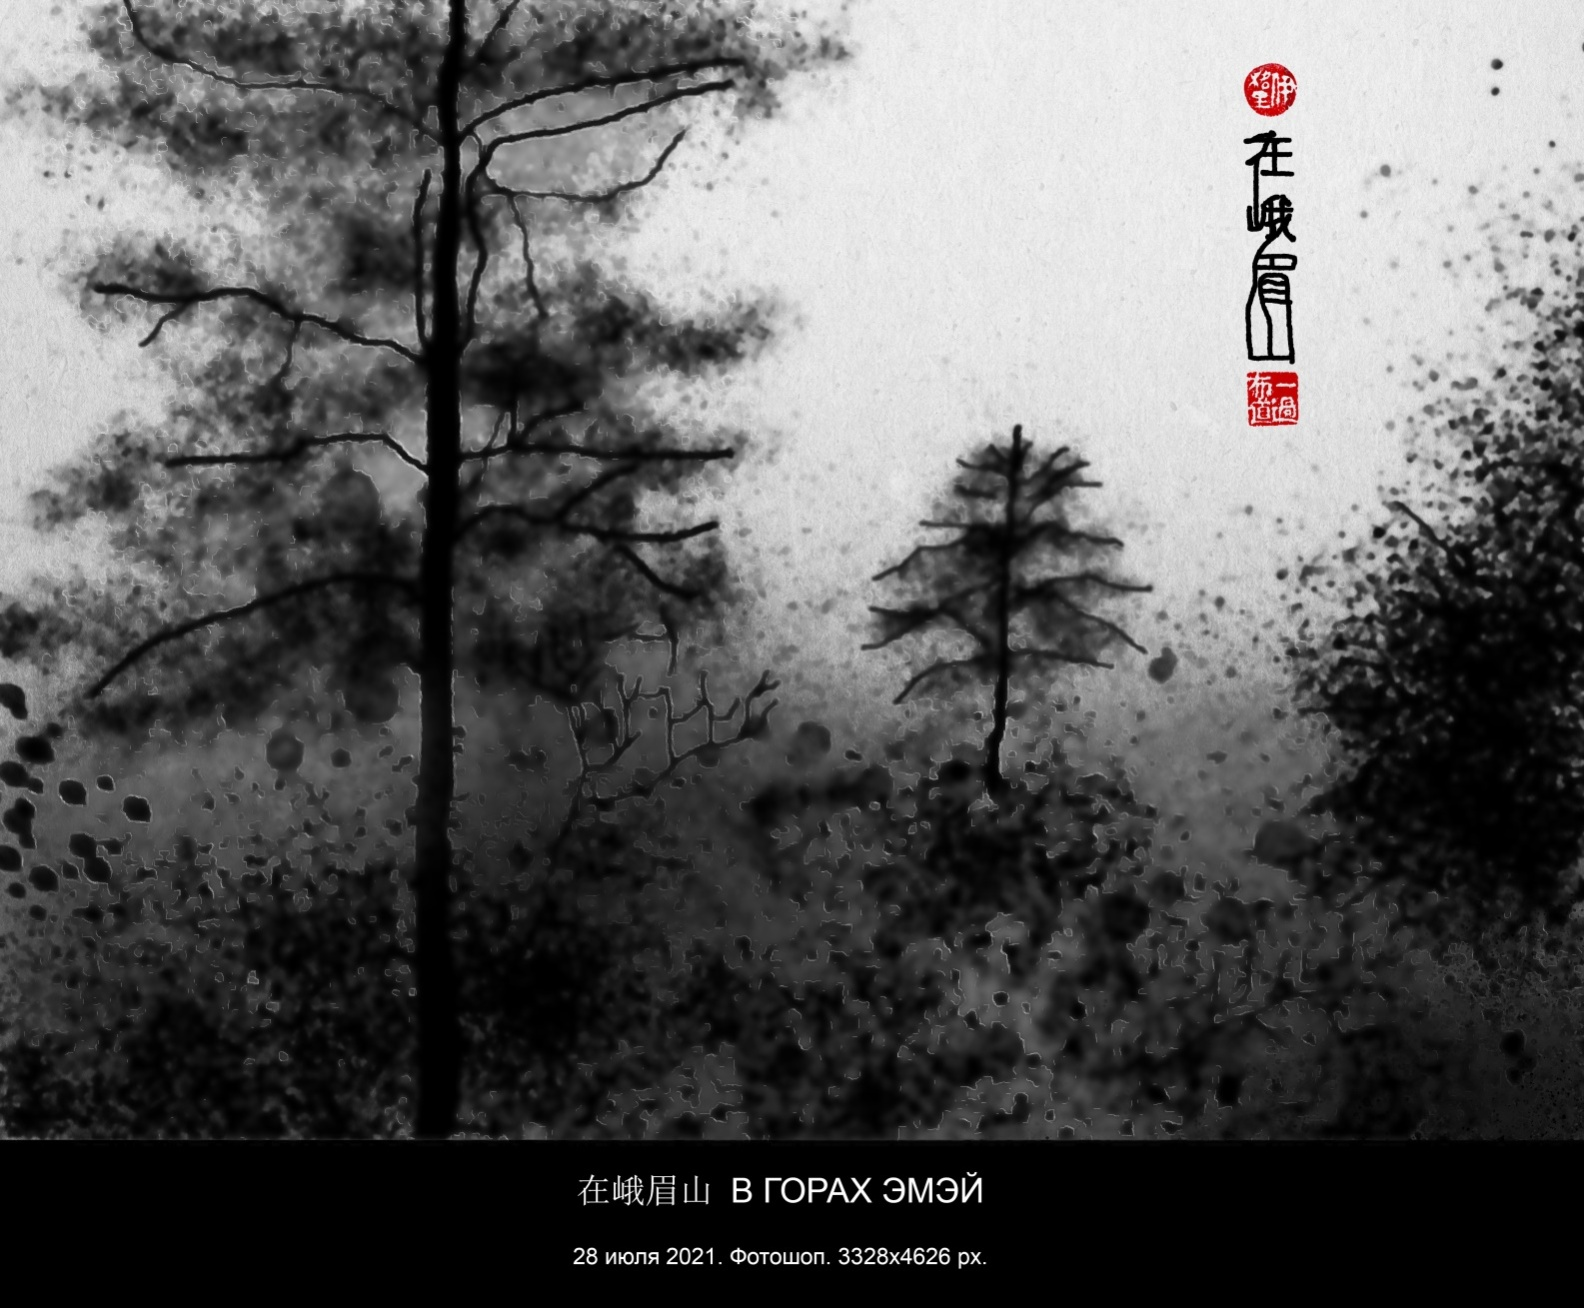 在峨眉山
一過
布道
在峨眉山 В ГОРАХ ЭМЭЙ
28 июля 2021. Фотошоп. 3328x4626 px.